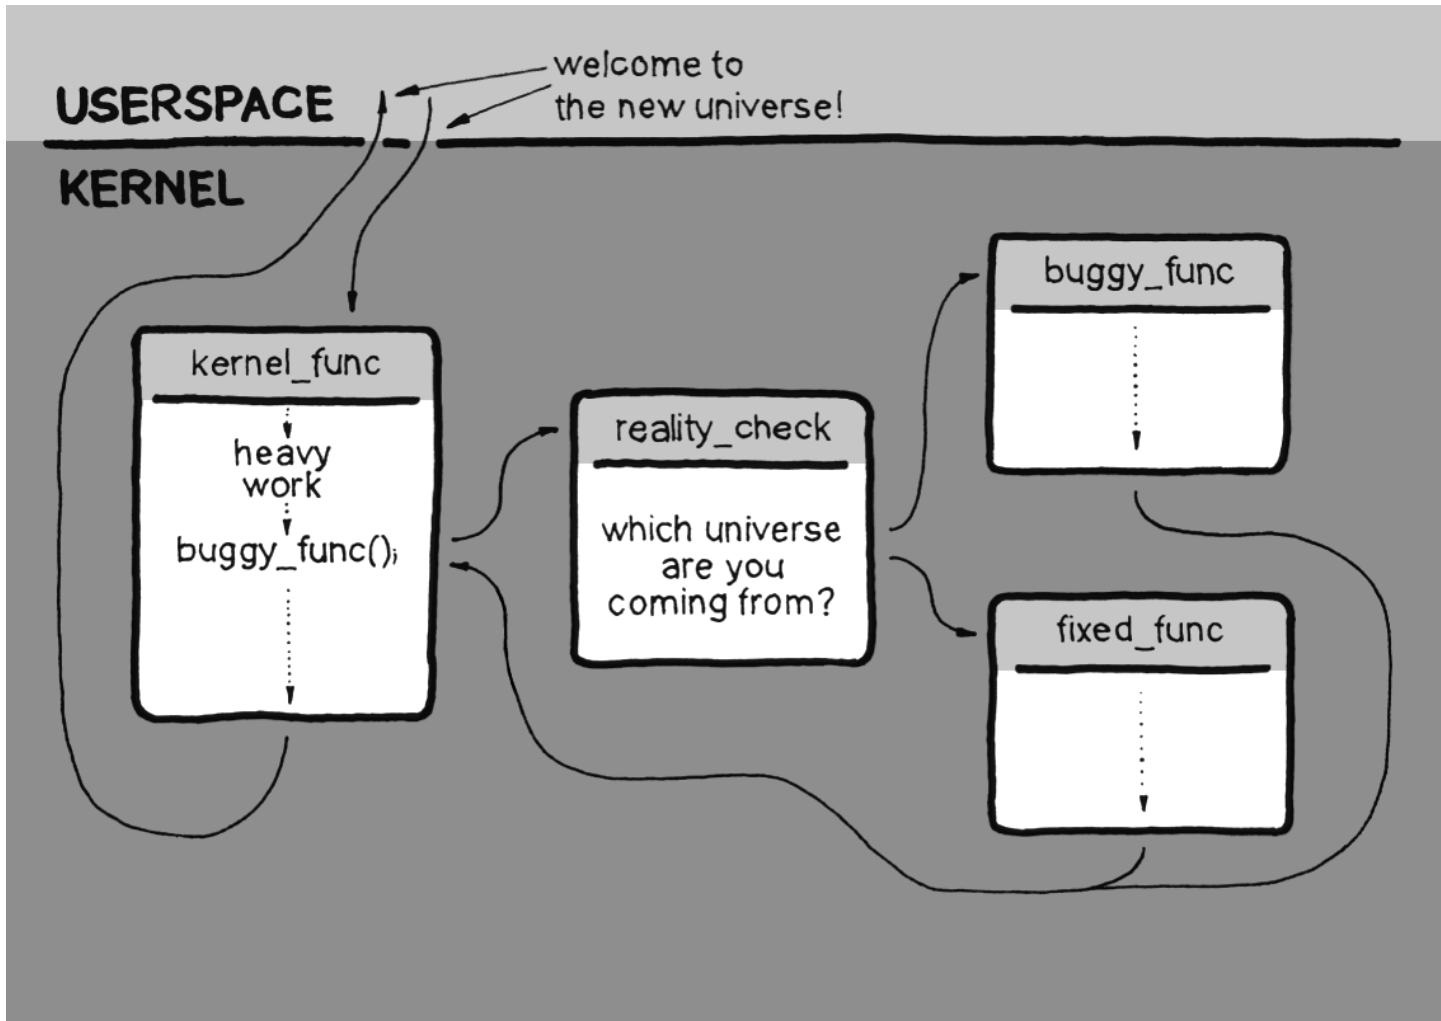 welcome to
the new universe!
USERSPACE
KERNEL
kernel_func
heavy
work
buggy_func();
reality_check
which universe
are you
coming from?
buggy_func
fixed_func